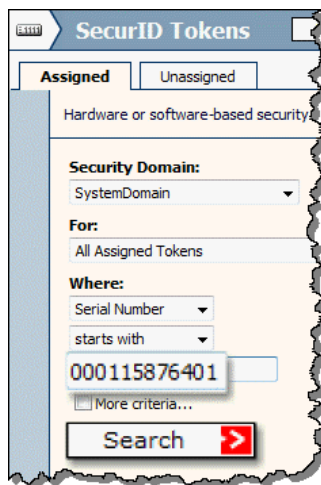 SecurID Tokens
Assigned
Unassigned
Hardware or software-based security
Security Domain:
SystemDomain
For:
All Assigned Tokens
Where:
Serial Number
starts with
000115876401
More criteria...
Search